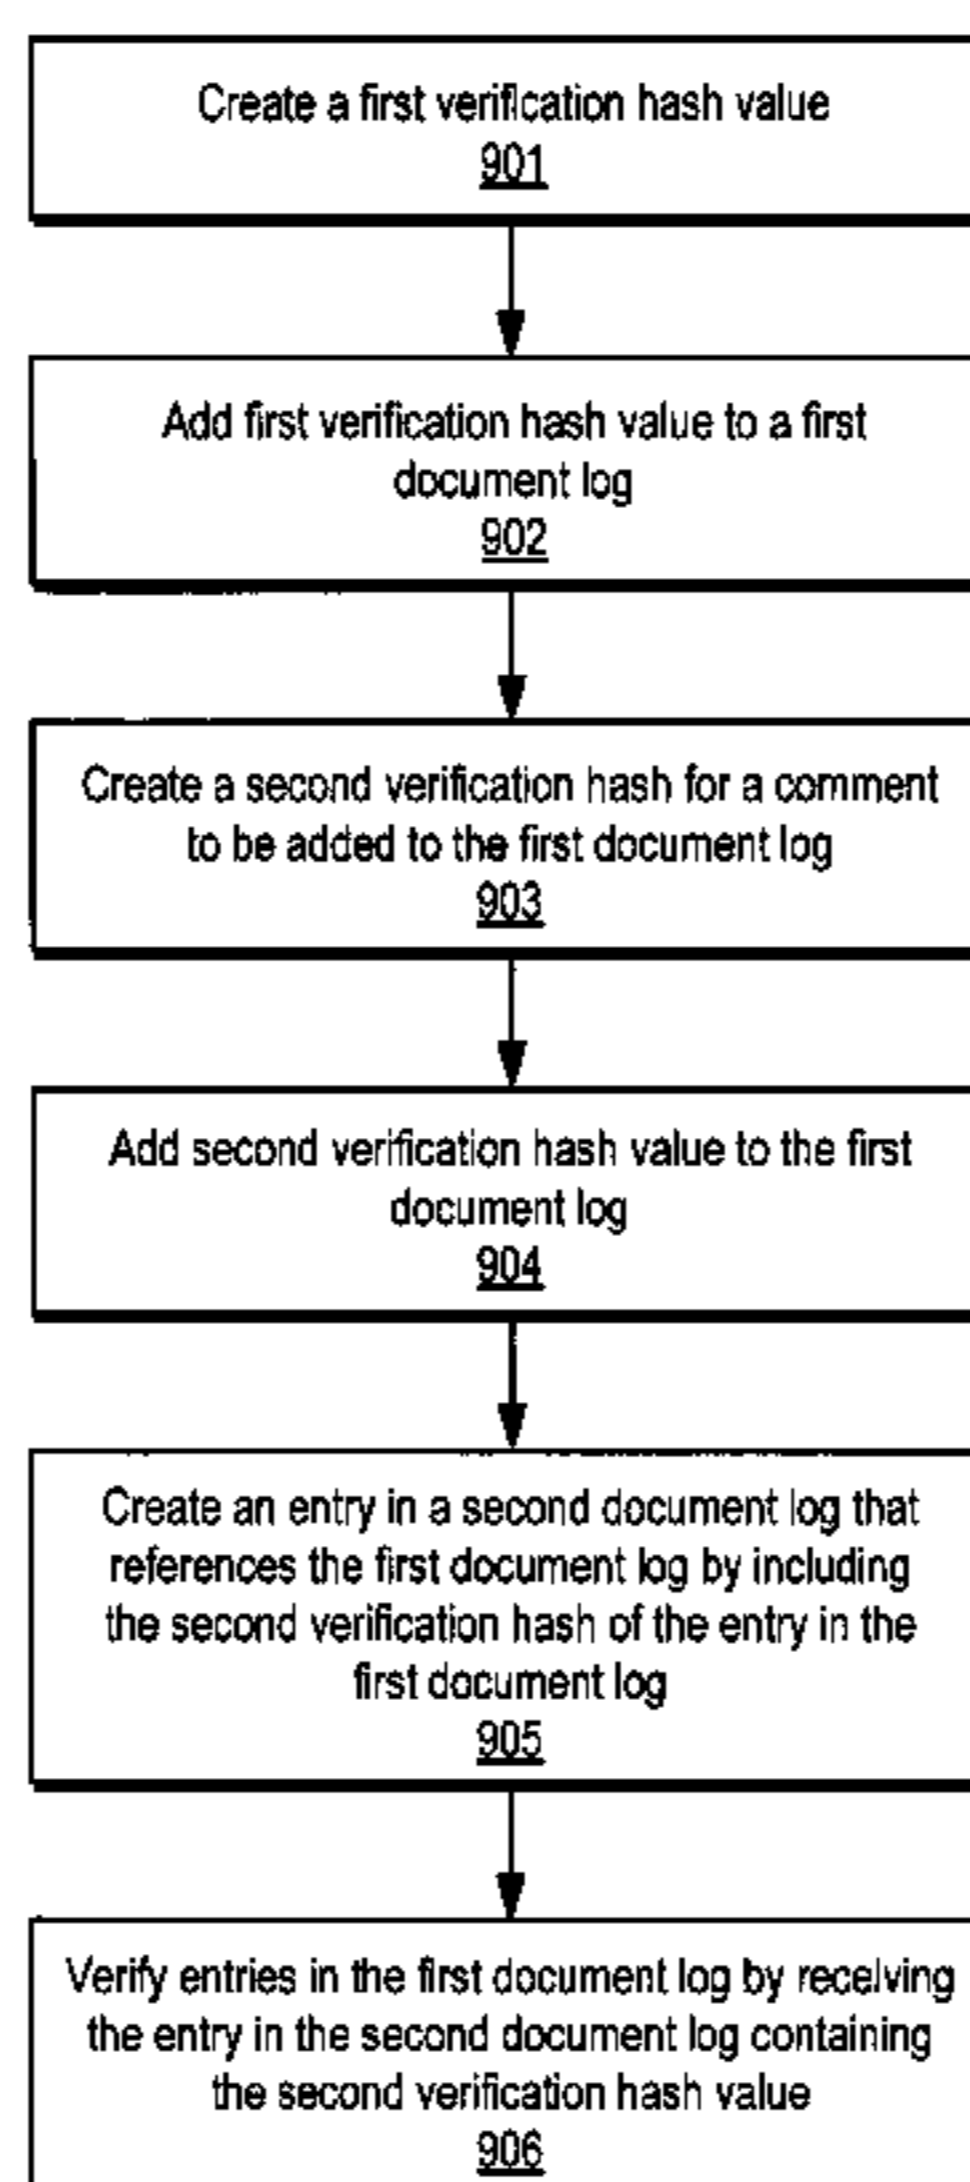 Create a first verification hash value
901
Add first verification hash value to a first
document log
902
Create a second verification hash for a comment
to be added to the first document log
903
Add second verification hash value to the first
document log
904
Create an entry in a second document log that
references the first document log by including
the second verification hash of the entry in the
first document log
905
Verify entries in the first document log by receiving
the entry in the second document log containing
the second verification hash value
906